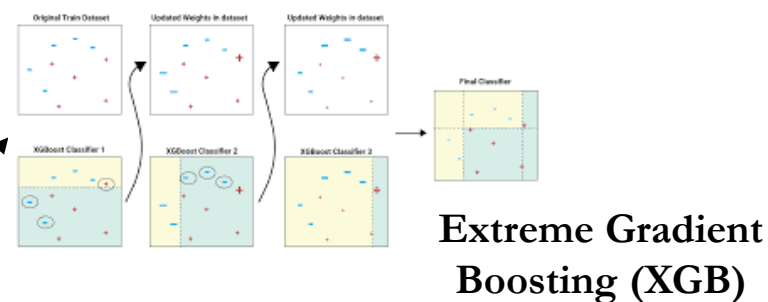 Original Train Dataset
Updated Weights in dataset
Updated Weights in dataset
XGBoost Classifier 1
XGBoost Classifier 2
XGBoost Classifier 3
Final Classifier
Extreme Gradient
Boosting (XGB)